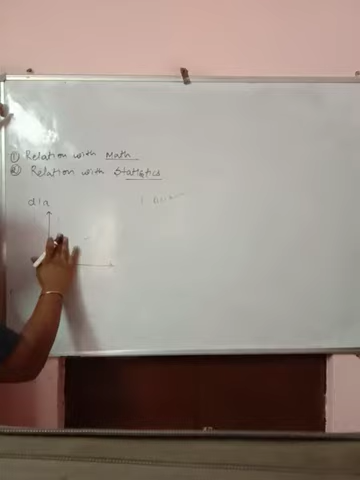 ① Relation with Math
② Relation with Statistics